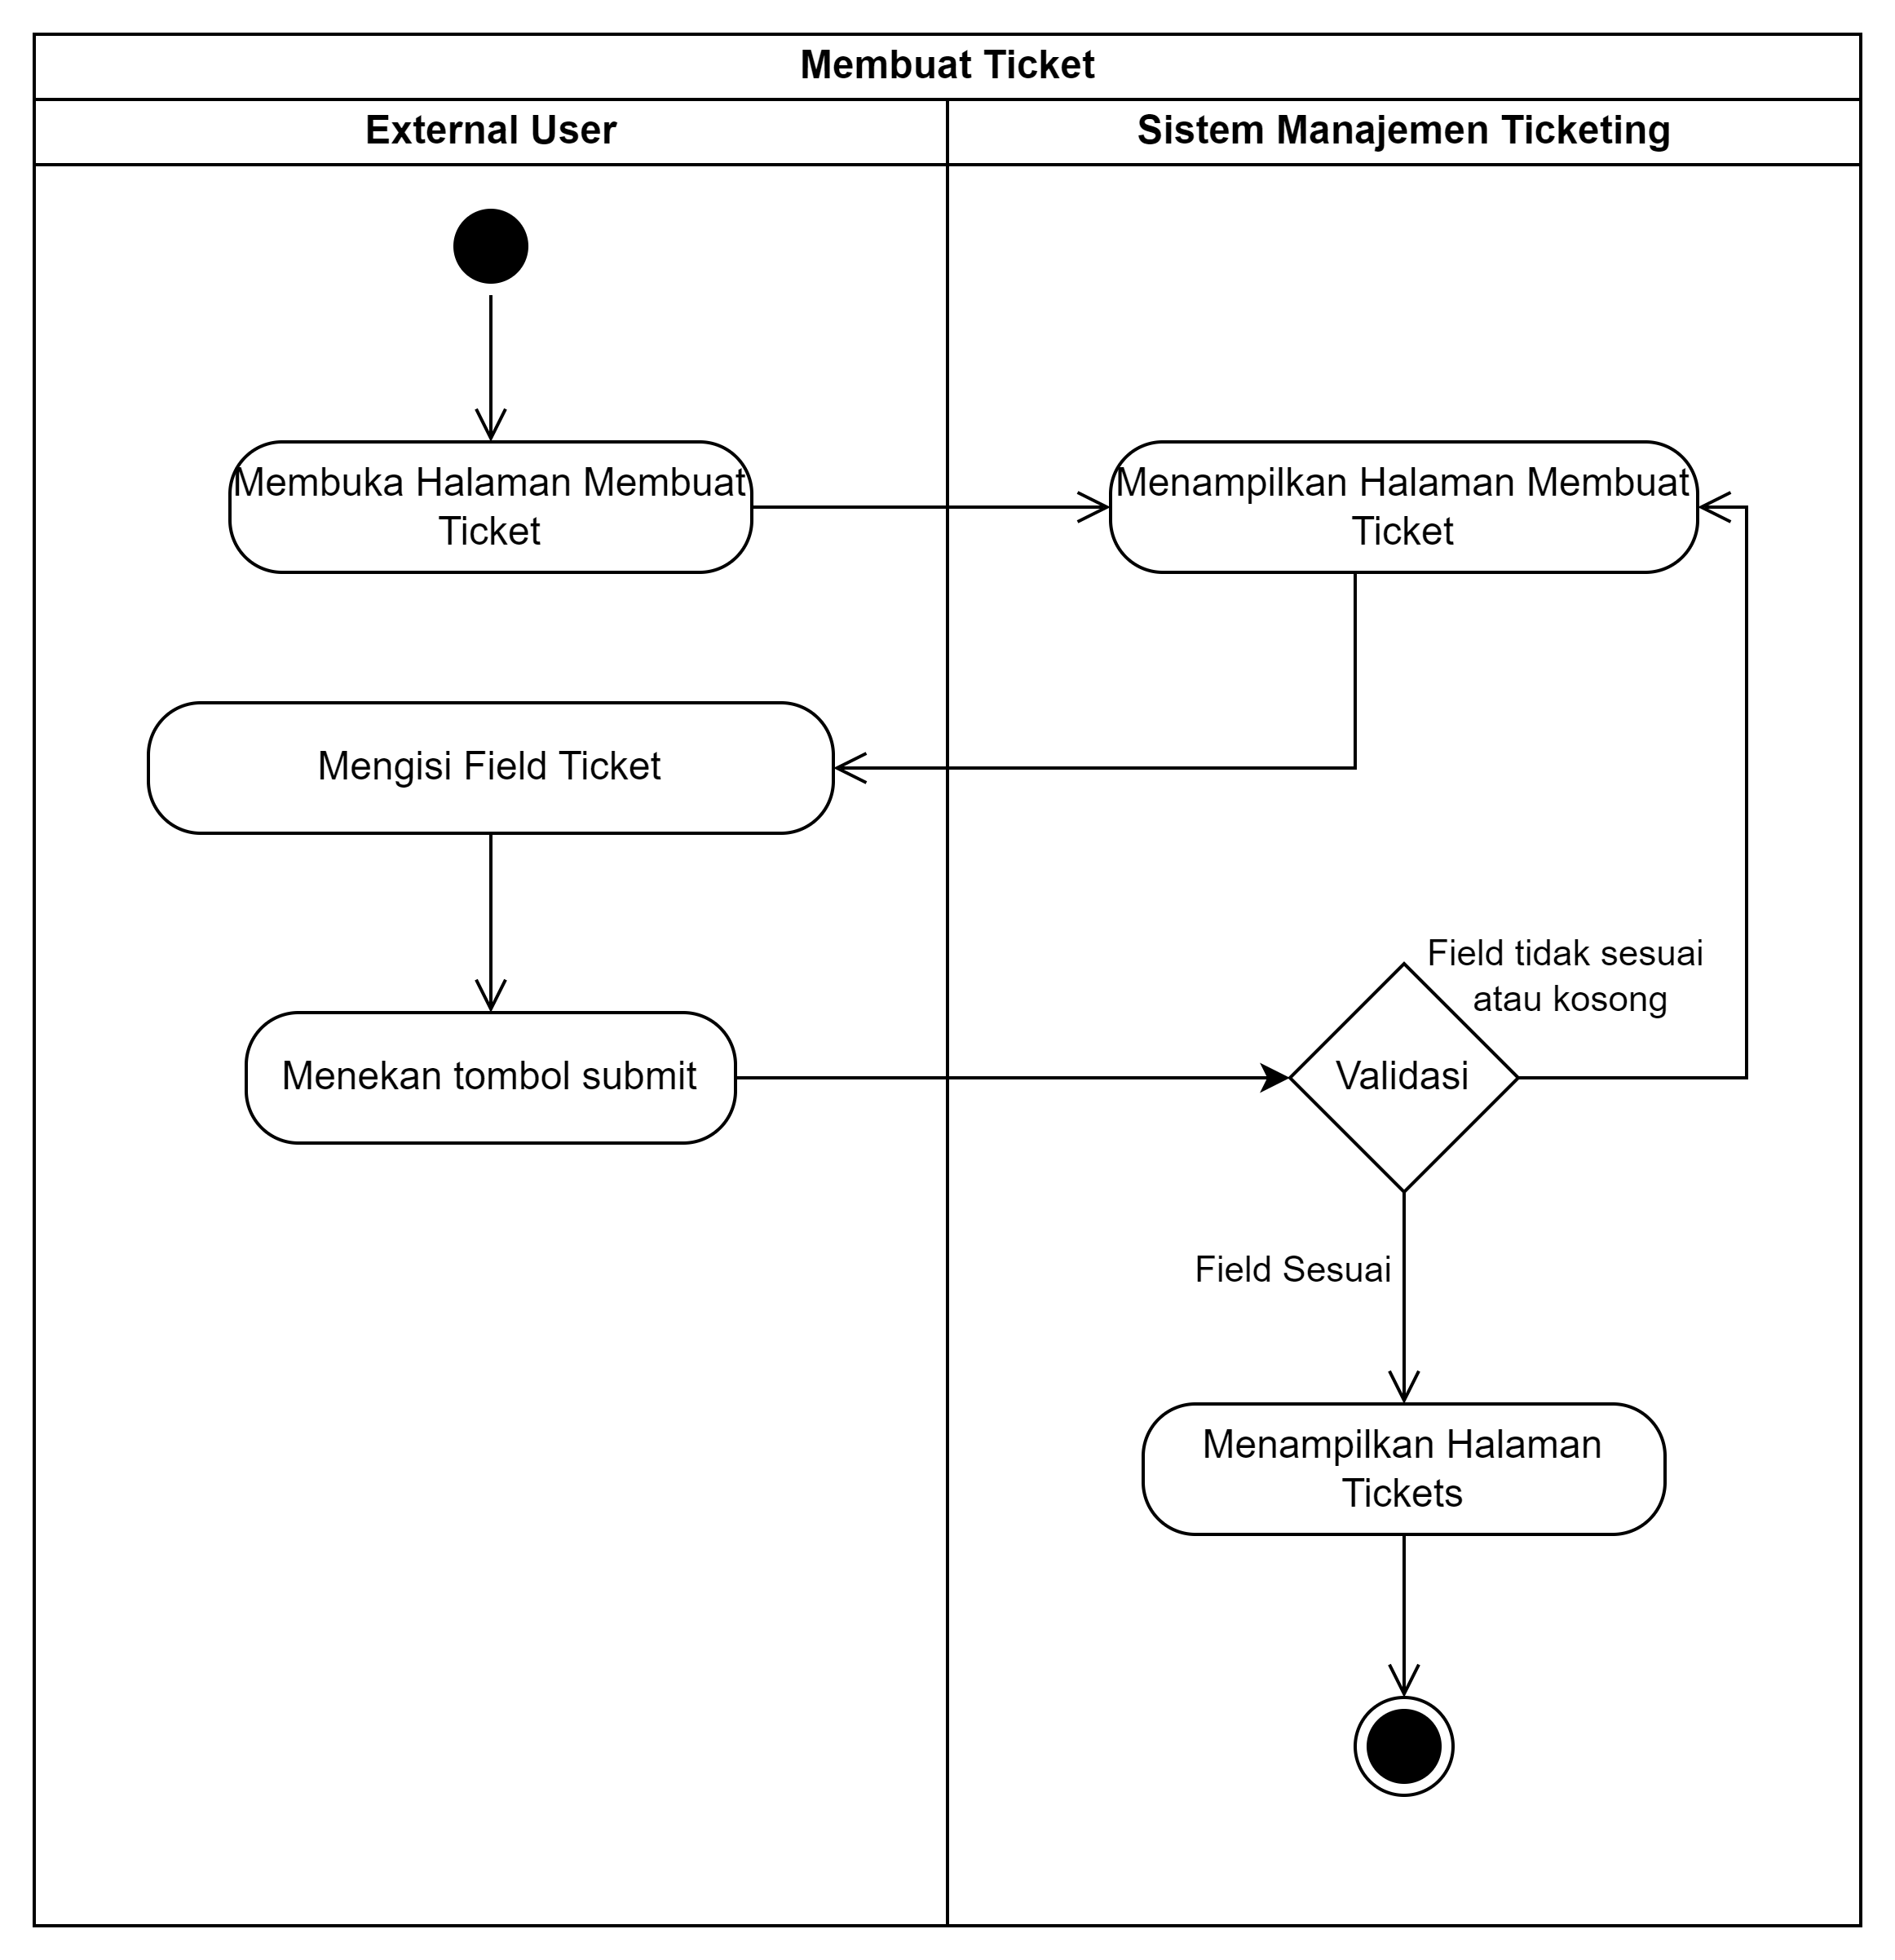 Membuat Ticket
External User
Sistem Manajemen Ticketing
Membuka Halaman Membuat
Ticket
Menampilkan Halaman Membuat
Ticket
Mengisi Field Ticket
Field tidak sesuai
atau kosong
Menekan tombol submit
Validasi
Field Sesuai
Menampilkan Halaman
Tickets